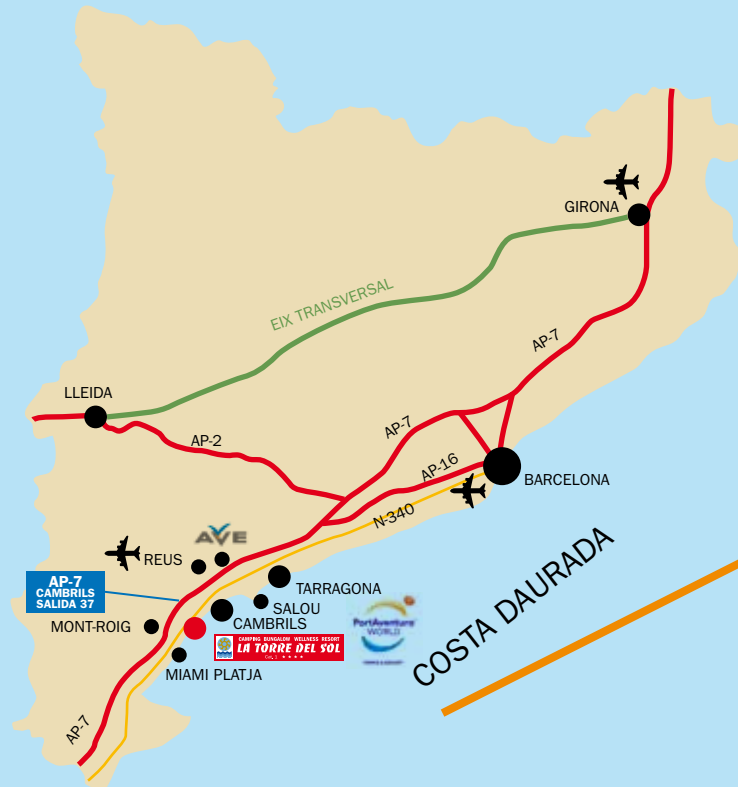 GIRONA
EIX TRANSVERSAL
AP-7
LLEIDA
AP-7
AP-2
AP-16
BARCELONA
N-340
AVE
REUS
AP-7
CAMBRILS
SALIDA 37
TARRAGONA
SALOU
CAMBRILS
MONT-ROIG
CAMPING BUNGALOW WELLNESS RESORT
LA TORRE DEL SOL
PortAventura
WORLD
MIAMI PLATJA
COSTA DAURADA
AP-7